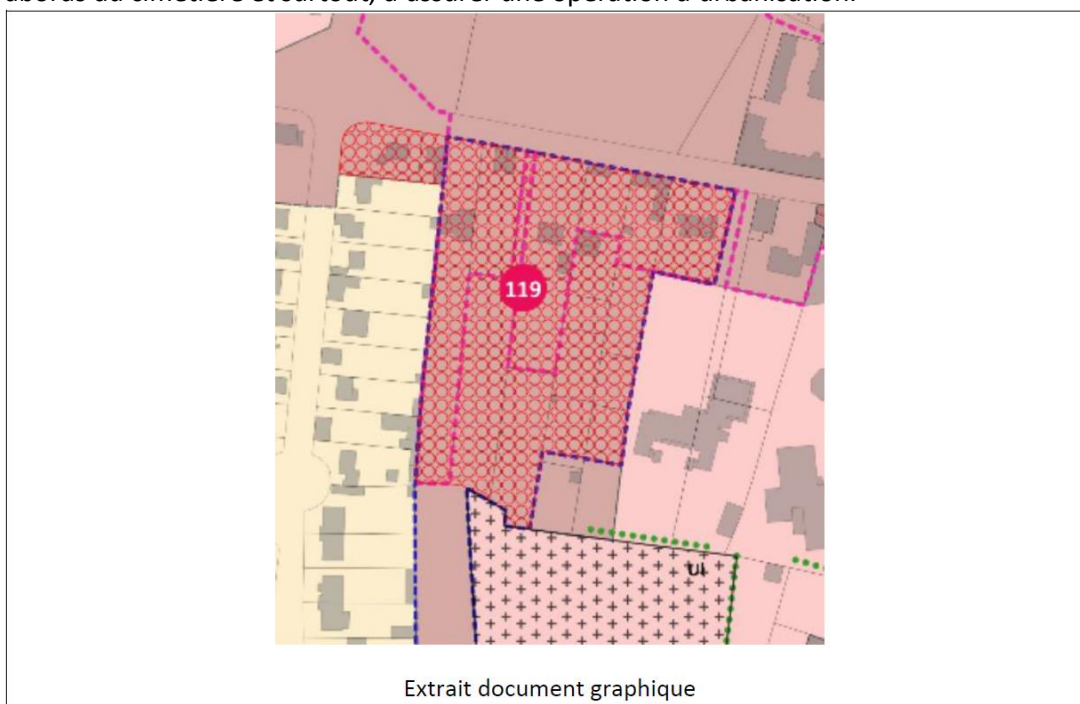 abords du cimetière et surtout, à assurer une opération d'urbanisation.
119
UI
Extrait document graphique